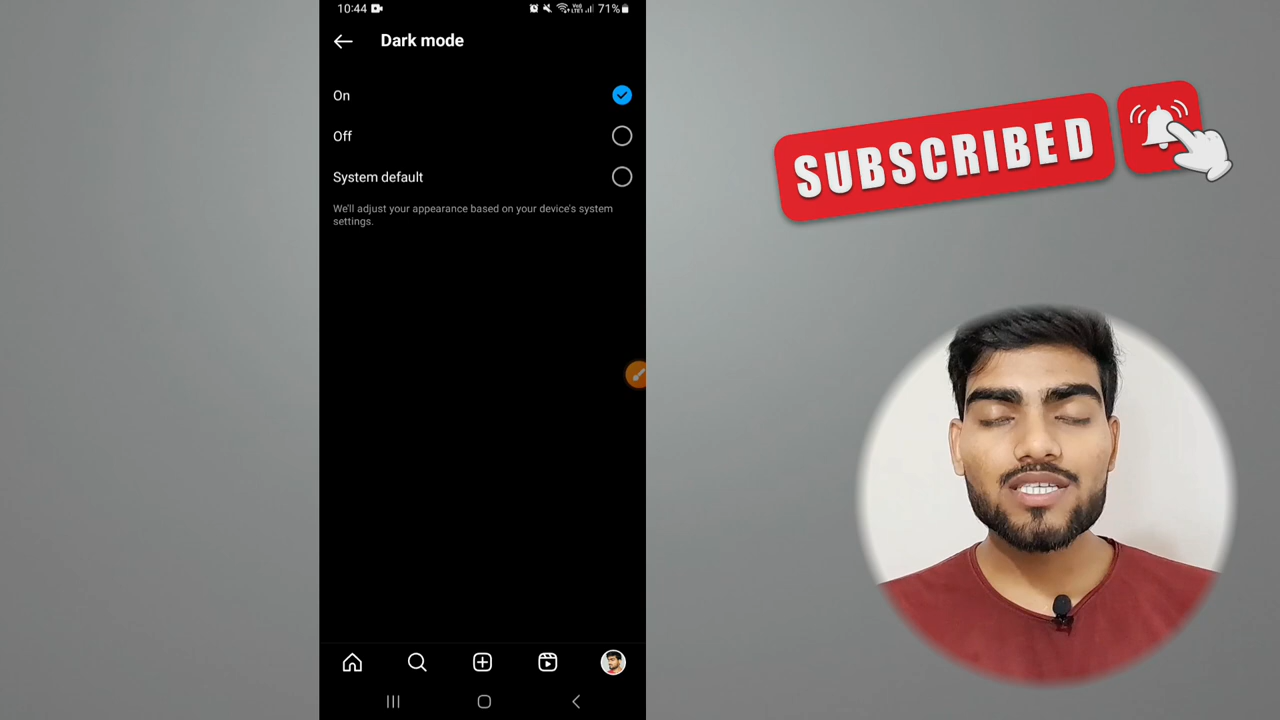 10:44
71%
Dark mode
On
Off
System default
We'll adjust your appearance based on your device's system
settings.
SUBSCRIBED